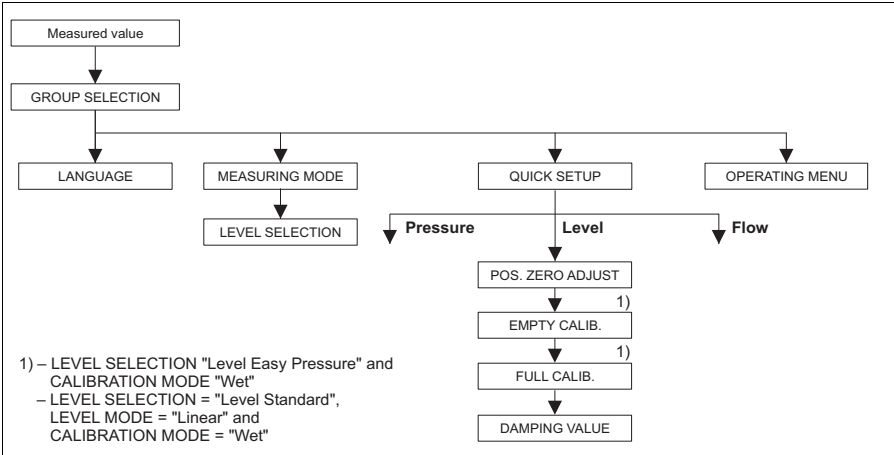 Measured value
GROUP SELECTION
LANGUAGE
MEASURING MODE
QUICK SETUP
OPERATING MENU
LEVEL SELECTION
Pressure
Level
Flow
POS. ZERO ADJUST
1)
EMPTY CALIB.
1)
FULL CALIB.
DAMPING VALUE
1) – LEVEL SELECTION "Level Easy Pressure" and
CALIBRATION MODE "Wet"
– LEVEL SELECTION = "Level Standard",
LEVEL MODE = "Linear" and
CALIBRATION MODE = "Wet"